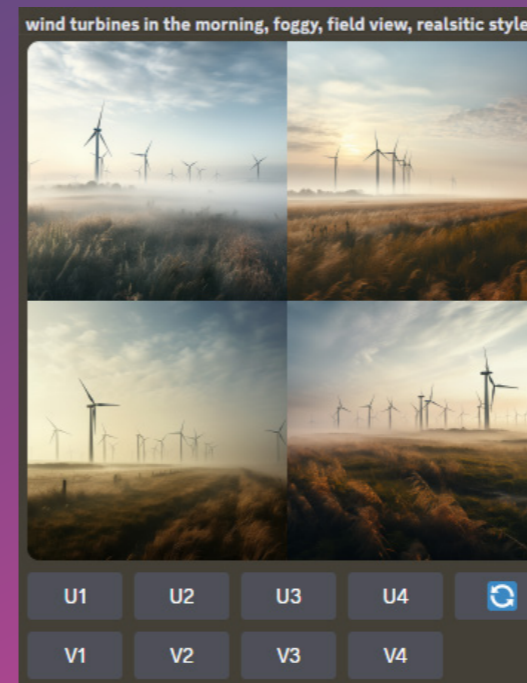 wind turbines in the morning, foggy, field view, realsitic style
U1 U2 U3 U4
V1 V2 V3 V4